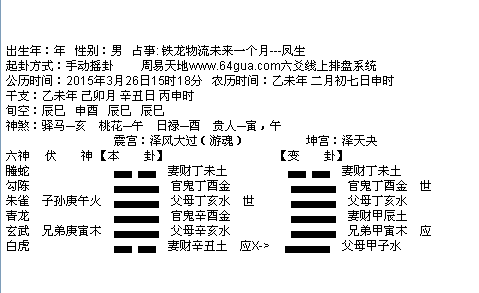 出生年：年 性别：男 占事：铁龙物流未来一个月---凤生
起卦方式：手动摇卦 周易天地www.64gua.com六爻线上排盘系统
公历时间：2015年3月26日15时18分 农历时间：乙未年 二月初七日申时
干支：乙未年 己卯月 辛丑日 丙申时
旬空：辰巳 申酉 辰巳 辰巳
神煞：驿马—亥 桃花—午 日禄—酉 贵人—寅，午
震宫：泽风大过（游魂） 坤宫：泽天夬
六神 伏 神【本 卦】 【变 卦】
螣蛇 妻财丁未土 妻财丁未土
勾陈 官鬼丁酉金 官鬼丁酉金 世
朱雀 子孙庚午火 父母丁亥水 世 父母丁亥水
青龙 官鬼辛酉金 妻财甲辰土
玄武 兄弟庚寅木 父母辛亥水 兄弟甲寅木 应
白虎 妻财辛丑土 应X-> 父母甲子水